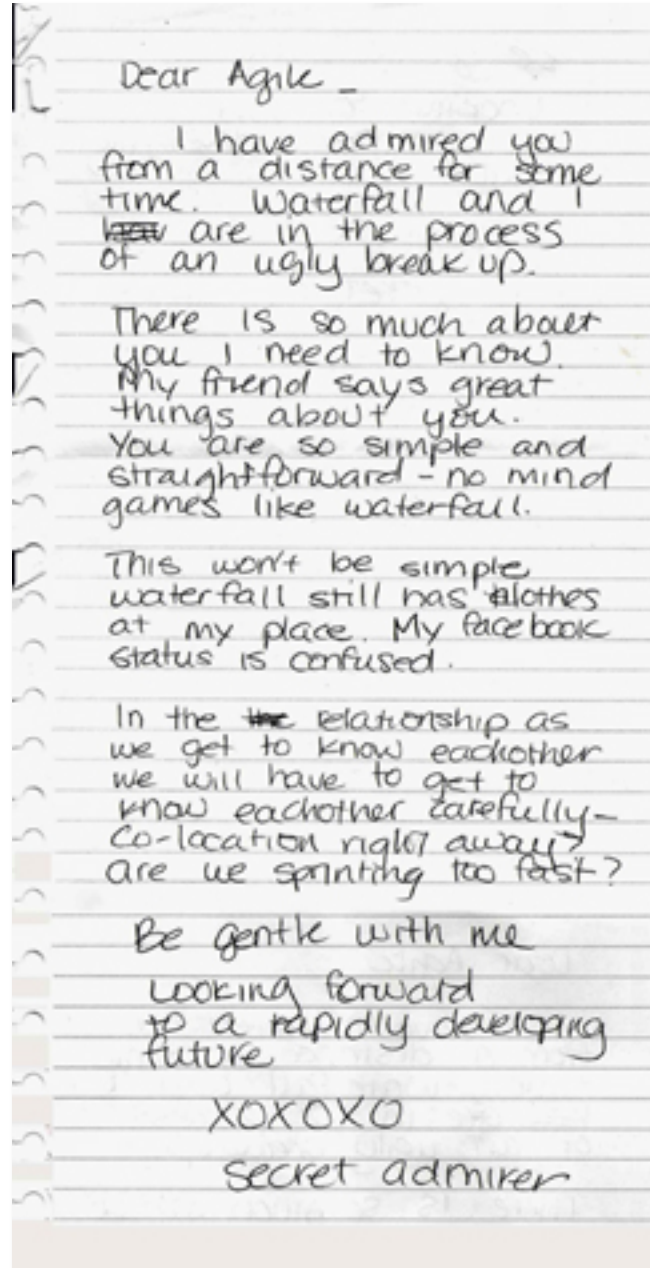 Dear Agile –
I have admired you
from a distance for some
time. Waterfall and I
are in the process
of an ugly break up.
There is so much about
you I need to know.
My friend says great
things about you.
You are so simple and
straightforward – no mind
games like waterfall.
This won't be simple
waterfall still has clothes
at my place. My facebook
status is confused.
In the relationship as
we get to know eachother
we will have to get to
know eachother carefully –
Co-location right away?
are we sprinting too fast?
Be gentle with me
Looking forward
to a rapidly developing
future
XOXOXO
Secret admirer